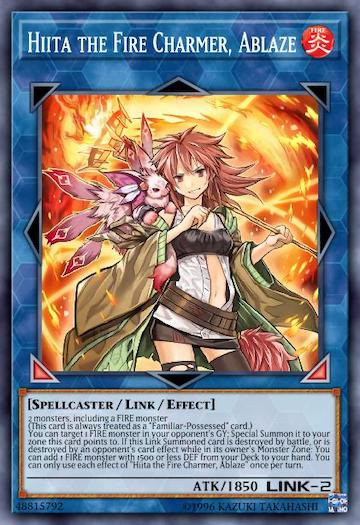 Hiita the Fire Charmer, Ablaze
FIRE
炎
[Spellcaster / Link / Effect]
2 monsters, including a FIRE monster
(This card is always treated as a "Familiar-Possessed" card.)
You can target 1 FIRE monster in your opponent's GY; Special Summon it to your
zone this card points to. If this Link Summoned card is destroyed by battle, or is
destroyed by an opponent's card effect while in its owner's Monster Zone: You
can add 1 FIRE monster with 1500 or less DEF from your Deck to your hand. You
can only use each effect of "Hiita the Fire Charmer, Ablaze" once per turn.
ATK/1850 LINK-2
48815792
©1996 KAZUKI TAKAHASHI